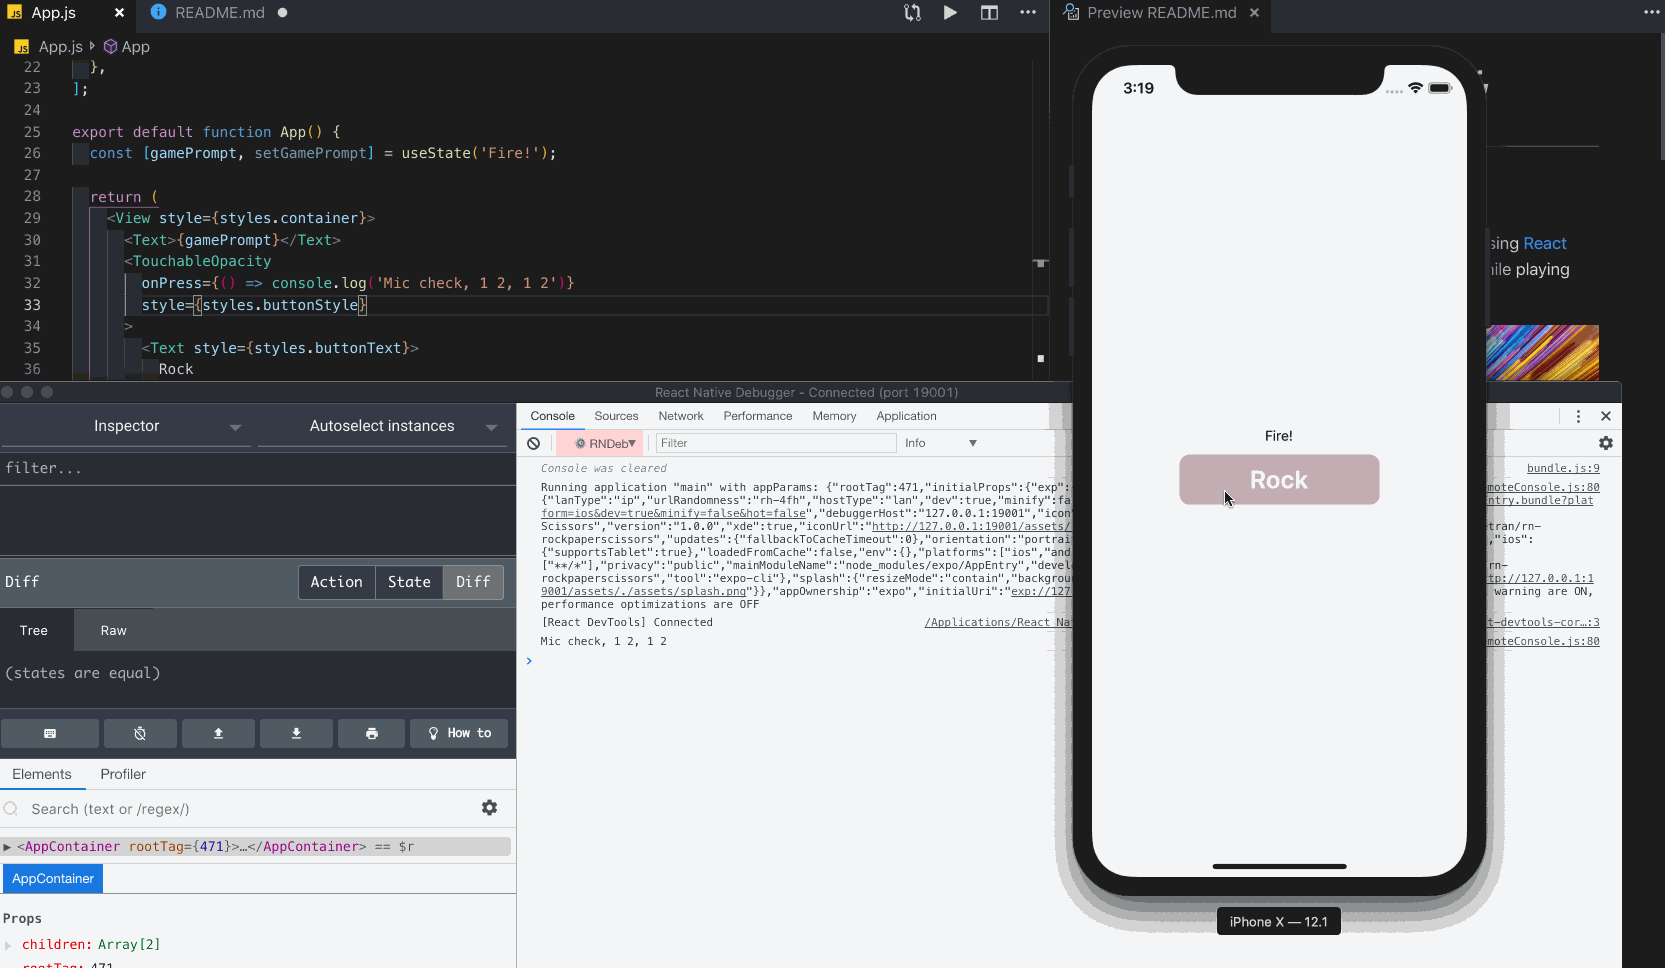 JS App.js × README.md
JS App.js App
22 },
23 ];
24
25 export default function App() {
26 const [gamePrompt, setGamePrompt] = useState('Fire!');
27
28 return (
29 <View style={styles.container}>
30 <Text>{gamePrompt}</Text>
31 <TouchableOpacity
32 onPress={() => console.log('Mic check, 1 2, 1 2')}
33 style={styles.buttonStyle}
34 >
35 <Text style={styles.buttonText}>
36 Rock
Preview README.md ×
sing React
playing
React Native Debugger - Connected (port 19001)
Inspector Autoselect instances
filter...
Diff Action State Diff
Tree Raw
(states are equal)
How to
Elements Profiler
Search (text or /regex/)
<AppContainer rootTag={471}>…</AppContainer> == $r
AppContainer
Props
children: Array[2]
rootTag: 471
Console Sources Network Performance Memory Application
RNDeb▾ Filter Info
Console was cleared bundle.js:9
Running application "main" with appParams: {"rootTag":471,"initialProps":{"exp": moteConsole.js:80
{"lanType":"ip","urlRandomness":"rh-4fh","hostType":"lan","dev":true,"minify":fa ntry.bundle?plat
form=ios&dev=true&minify=false&hot=false","debuggerHost":"127.0.0.1:19001","icon
Scissors","version":"1.0.0","xde":true,"iconUrl":"http://127.0.0.1:19001/assets/ etran/rn-
rockpaperscissors","updates":{"fallbackToCacheTimeout":0},"orientation":"portrai ,"ios":
{"supportsTablet":true},"loadedFromCache":false,"env":{},"platforms":["ios","and
["**/*"],"privacy":"public","mainModuleName":"node_modules/expo/AppEntry","devel rn-
rockpaperscissors","tool":"expo-cli"},"splash":{"resizeMode":"contain","backgroun tp://127.0.0.1:1
9001/assets/./assets/splash.png"}},"appOwnership":"expo","initialUri":"exp://127 warning are ON,
performance optimizations are OFF
[React DevTools] Connected /Applications/React Na t-devtools-cor…:3
Mic check, 1 2, 1 2 moteConsole.js:80
3:19
Fire!
Rock
iPhone X — 12.1